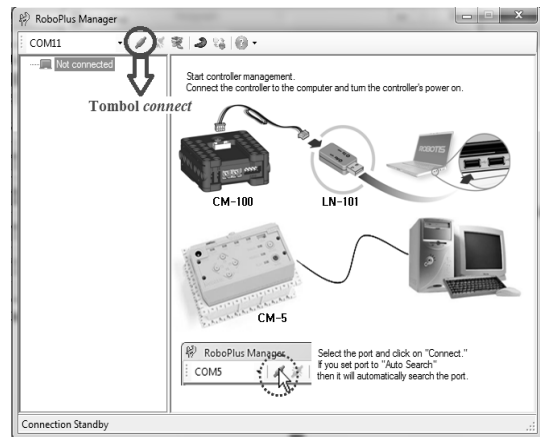 RoboPlus Manager
COM11
Not connected
Tombol connect
Start controller management.
Connect the controller to the computer and turn the controller's power on.
ROBOTIS
CM-100
LN-101
CM-5
RoboPlus Manager
COM5
Select the port and click on "Connect."
If you set port to "Auto Search"
then it will automatically search the port.
Connection Standby